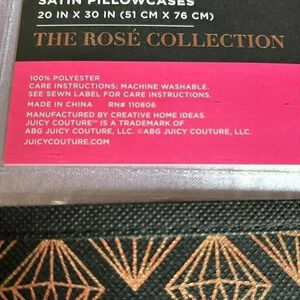 SATIN PILLOWCASES
20 IN X 30 IN (51 CM X 76 CM)
THE ROSÉ COLLECTION
100% POLYESTER
CARE INSTRUCTIONS: MACHINE WASHABLE.
SEE SEWN LABEL FOR CARE INSTRUCTIONS.
MADE IN CHINA RN# 110806
MANUFACTURED BY CREATIVE HOME IDEAS.
JUICY COUTURE™ IS A TRADEMARK OF
ABG JUICY COUTURE, LLC. ©ABG JUICY COUTURE, LLC.
JUICYCOUTURE.COM